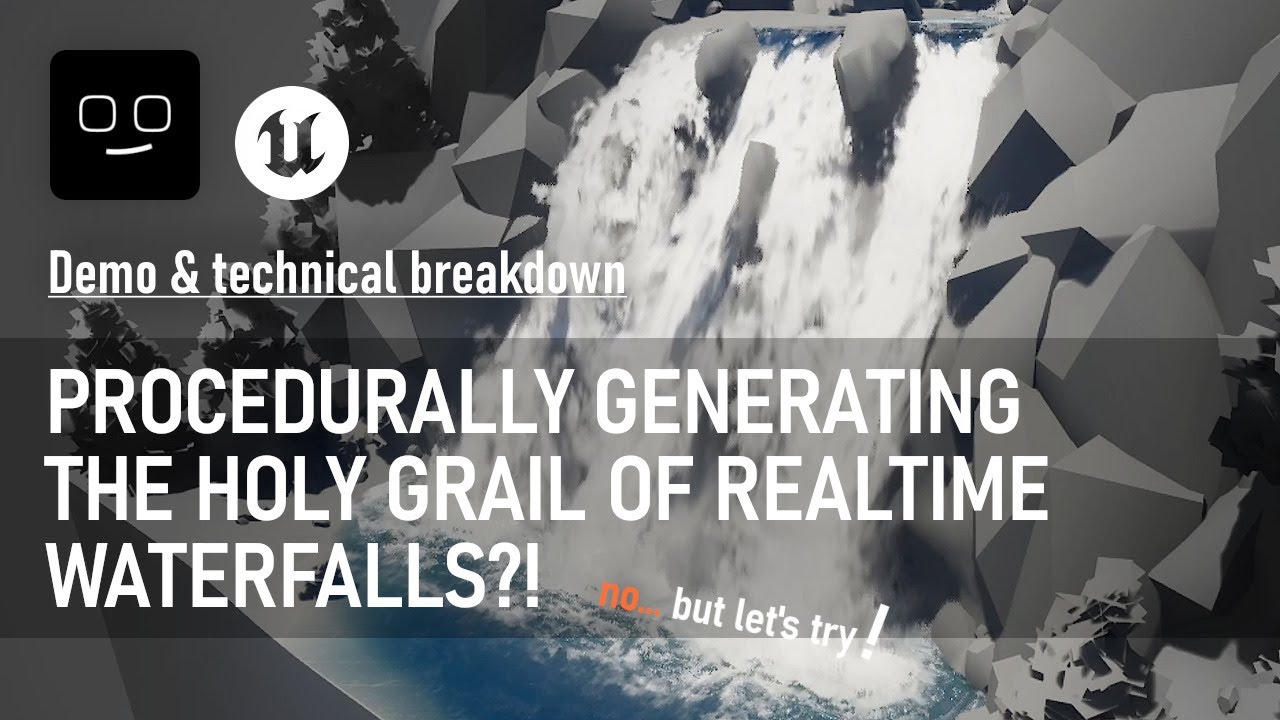 Demo & technical breakdown
PROCEDURALLY GENERATING
THE HOLY GRAIL OF REALTIME
WATERFALLS?!
no... but let's try!